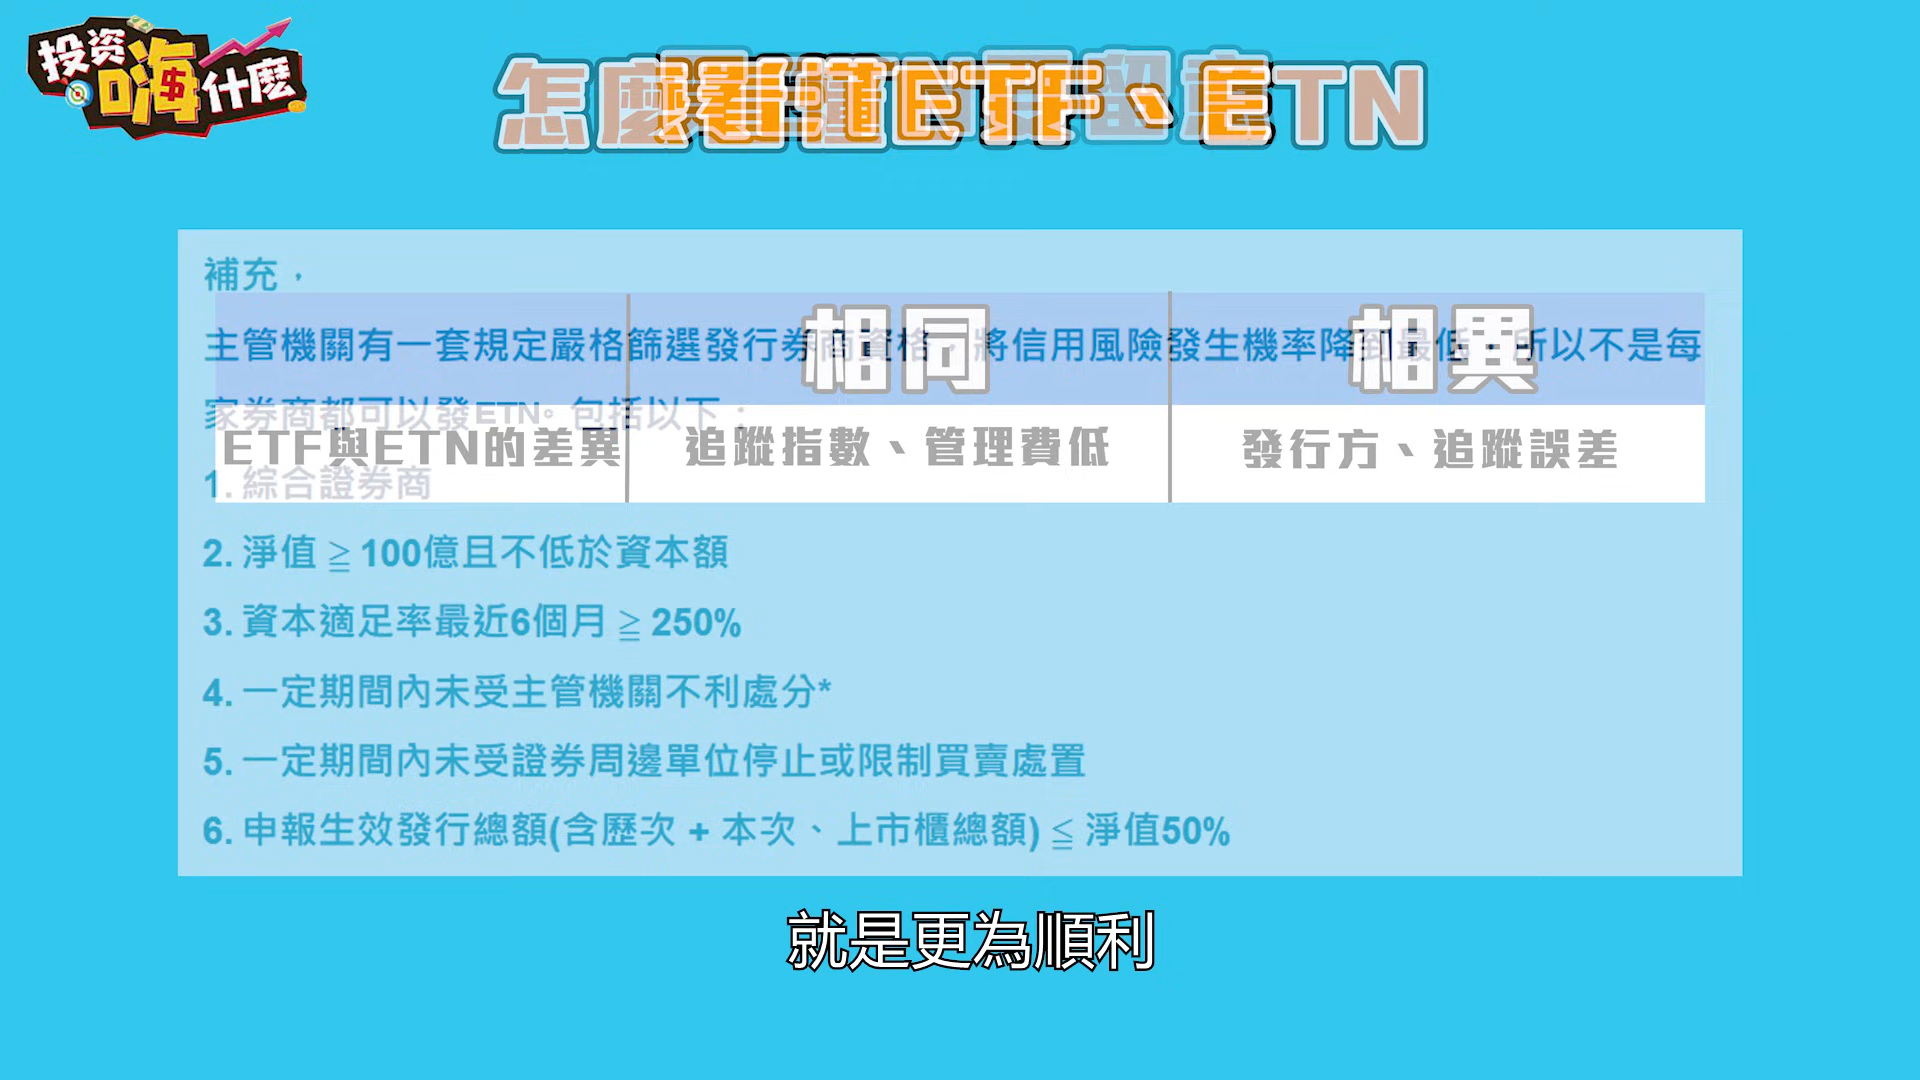 投资嗨什麽
怎麼看懂ETF、ETN
補充，
主管機關有一套規定嚴格篩選發行券商資格，將信用風險發生機率降到最低，所以不是每
家券商都可以發ETN。包括以下：
相同
相異
ETF與ETN的差異
追蹤指數、管理費低
發行方、追蹤誤差
1. 綜合證券商
2. 淨值 ≧ 100億且不低於資本額
3. 資本適足率最近6個月 ≧ 250%
4. 一定期間內未受主管機關不利處分*
5. 一定期間內未受證券周邊單位停止或限制買賣處置
6. 申報生效發行總額(含歷次 + 本次、上市櫃總額) ≦ 淨值50%
就是更為順利